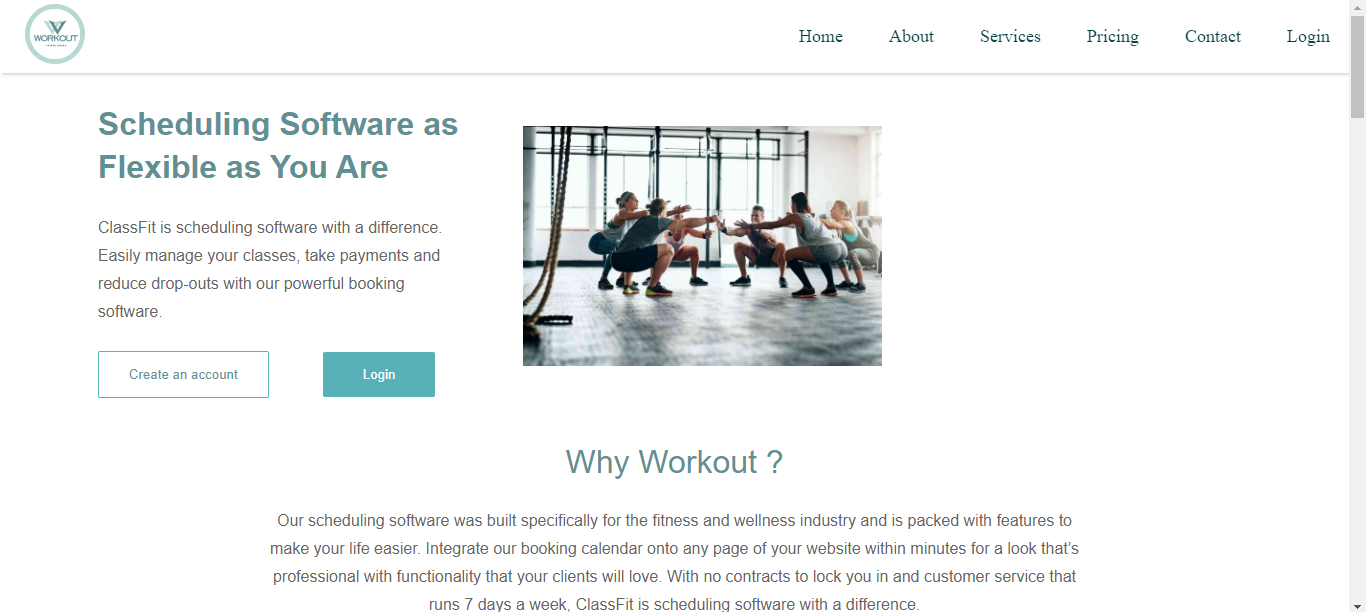 WORKOUT
Home About Services Pricing Contact Login
Scheduling Software as
Flexible as You Are
ClassFit is scheduling software with a difference.
Easily manage your classes, take payments and
reduce drop-outs with our powerful booking
software.
Create an account Login
Why Workout ?
Our scheduling software was built specifically for the fitness and wellness industry and is packed with features to
make your life easier. Integrate our booking calendar onto any page of your website within minutes for a look that’s
professional with functionality that your clients will love. With no contracts to lock you in and customer service that
runs 7 days a week, ClassFit is scheduling software with a difference.